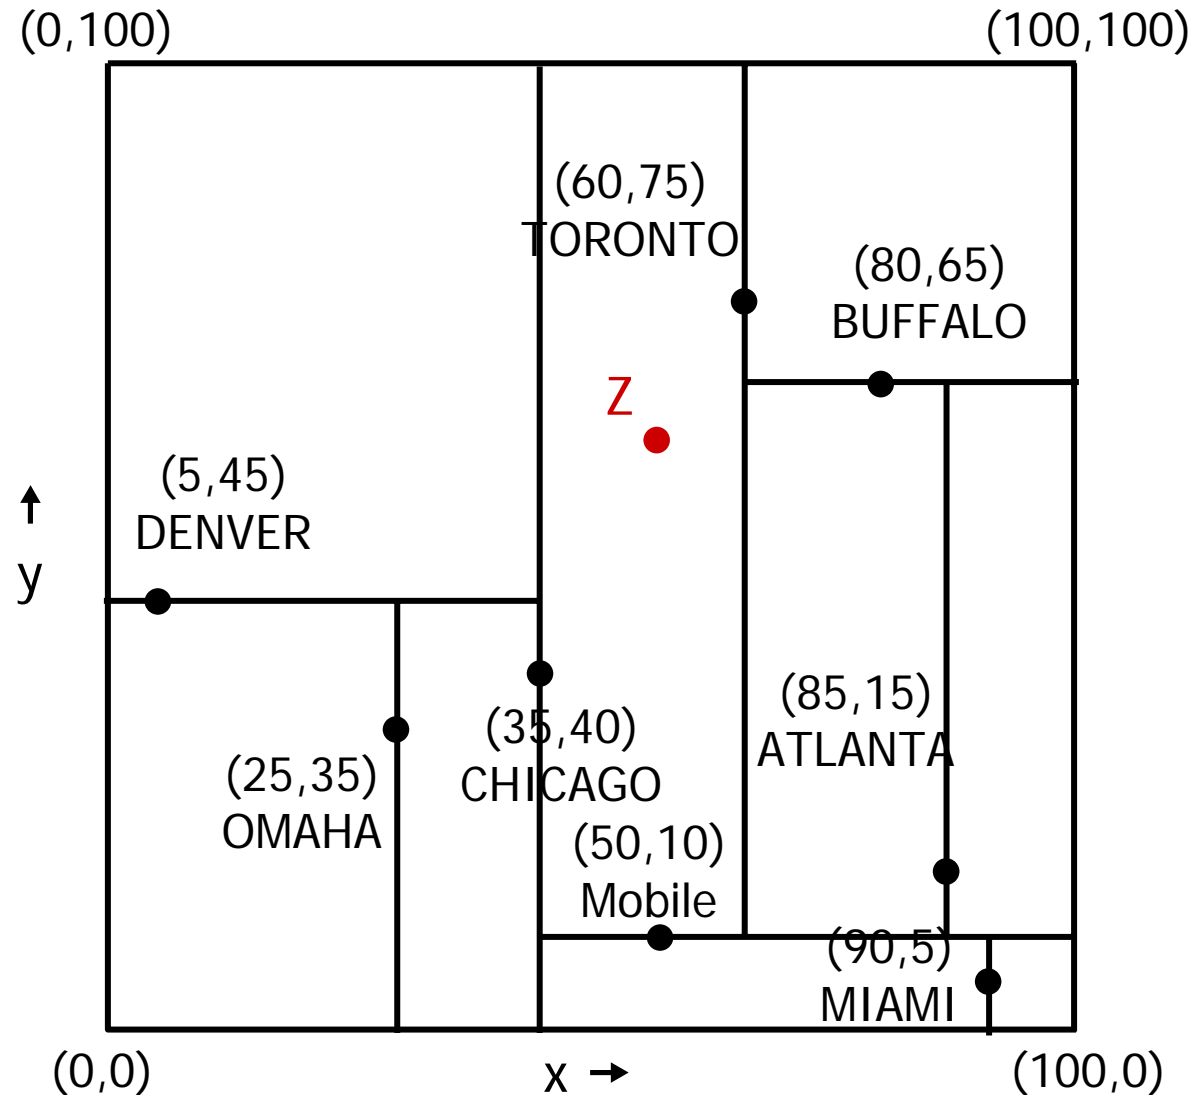 (0,100)
(100,100)
(60,75)
TORONTO
(80,65)
BUFFALO
Z
(5,45)
DENVER
y
(85,15)
ATLANTA
(35,40)
CHICAGO
(25,35)
OMAHA
(50,10)
Mobile
(90,5)
MIAMI
(0,0)
x
(100,0)